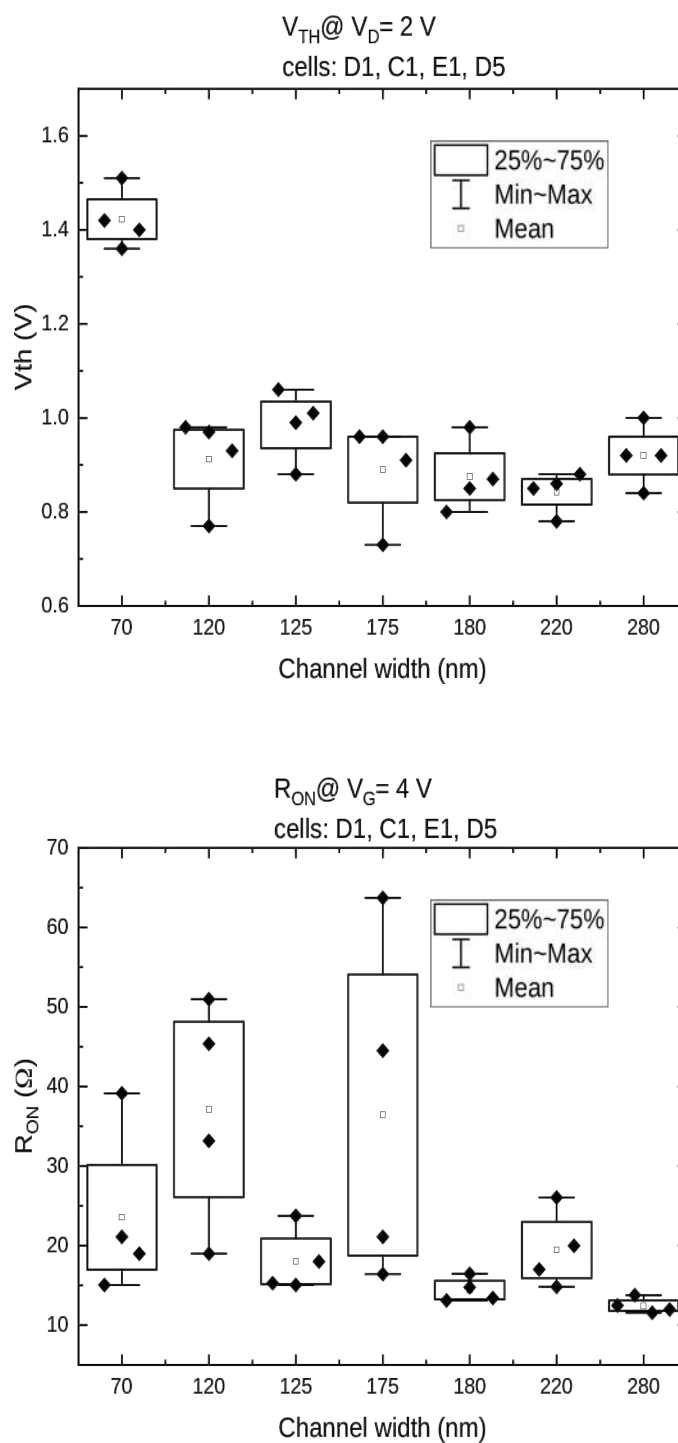 V_TH@ V_D= 2 V
cells: D1, C1, E1, D5
25%~75%
Min~Max
Mean
1.6
1.4
1.2
1.0
0.8
0.6
Vth (V)
70 120 125 175 180 220 280
Channel width (nm)
R_ON@ V_G= 4 V
cells: D1, C1, E1, D5
25%~75%
Min~Max
Mean
70
60
50
40
30
20
10
R_ON (Ω)
70 120 125 175 180 220 280
Channel width (nm)